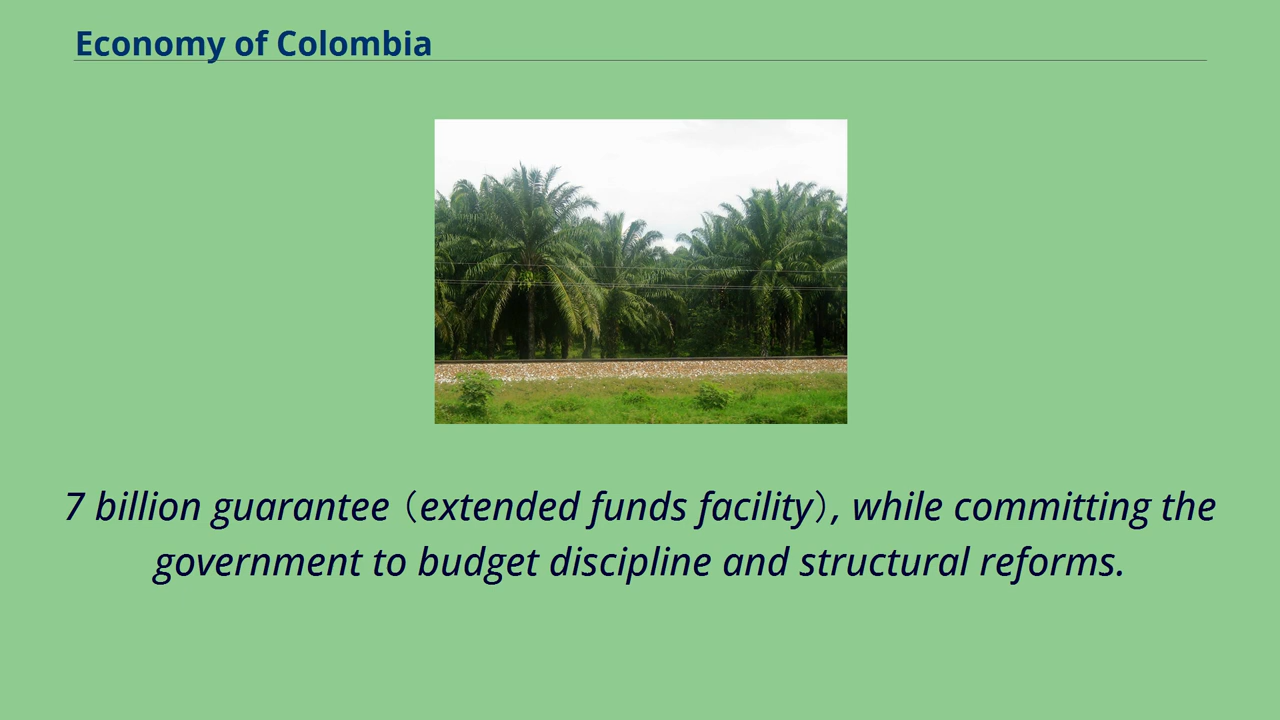 Economy of Colombia
7 billion guarantee（extended funds facility）, while committing the
government to budget discipline and structural reforms.